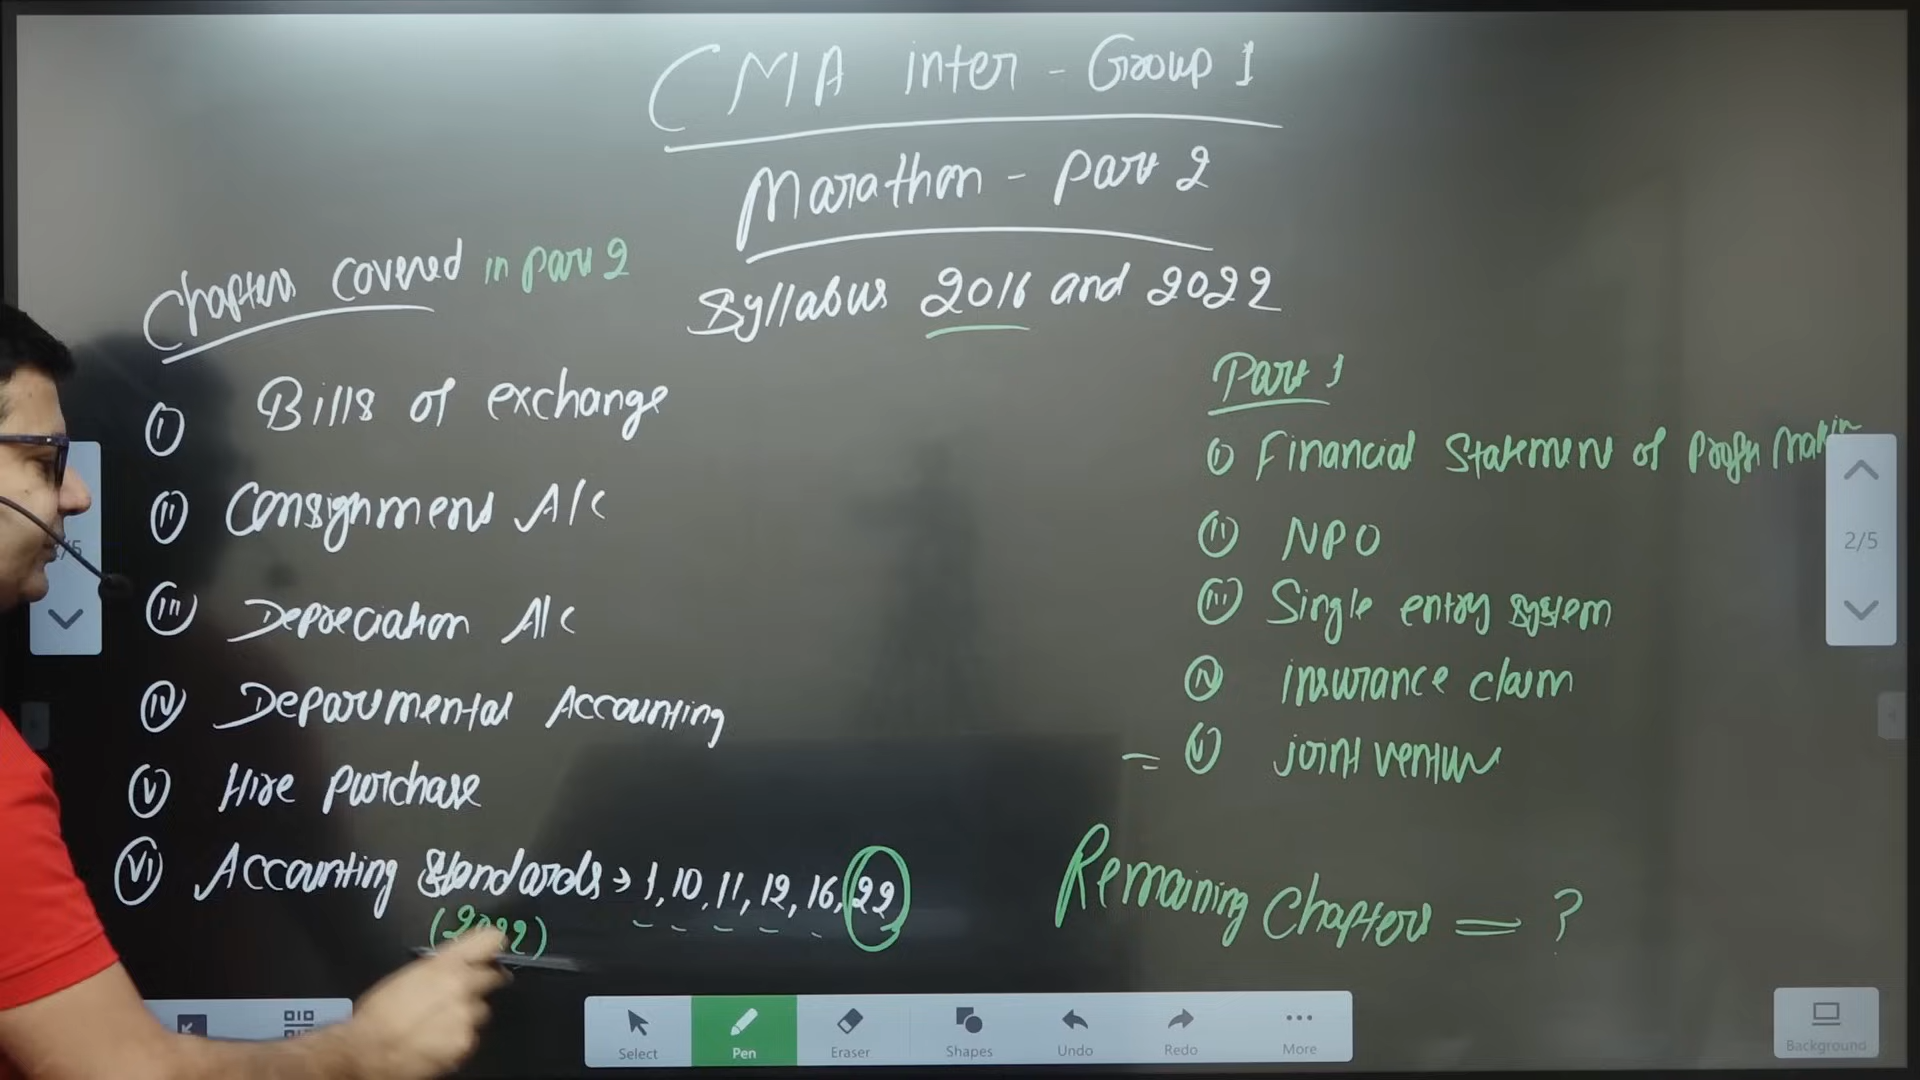 CMA inter - Group 1
Marathon - Part 2
Syllabus 2016 and 2022
Chapters covered in part 2
(I) Bills of exchange
(II) Consignment A/c
(III) Depreciation A/c
(IV) Departmental Accounting
(V) Hire purchase
(VI) Accounting Standards → 1, 10, 11, 12, 16, 22
(2022)
Part 1
(I) Financial Statement of Profit Makin
(II) NPO
(III) Single entry system
(IV) insurance claim
= (V) joint venture
Remaining Chapters = ?
2/5
/5
Select Pen Eraser Shapes Undo Redo More
Background